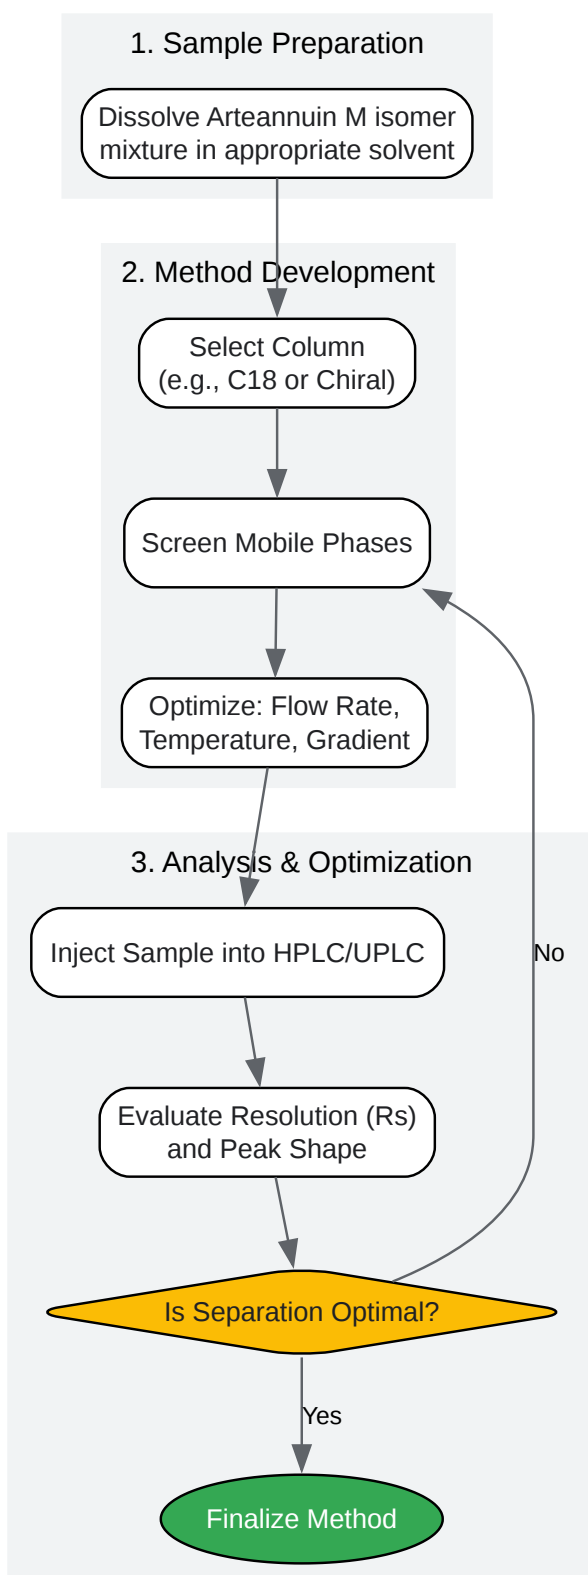 1. Sample Preparation
Dissolve Arteannuin M isomer
mixture in appropriate solvent
2. Method Development
Select Column
(e.g., C18 or Chiral)
Screen Mobile Phases
Optimize: Flow Rate,
Temperature, Gradient
3. Analysis & Optimization
Inject Sample into HPLC/UPLC
No
Evaluate Resolution (Rs)
and Peak Shape
Is Separation Optimal?
Yes
Finalize Method